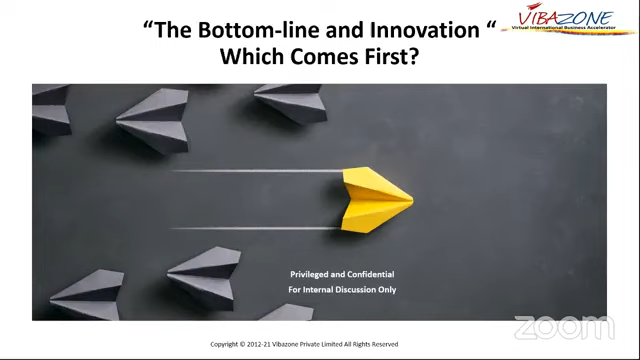 “The Bottom-line and Innovation “
Which Comes First?
VIBAZONE
Virtual International Business Accelerator
Privileged and Confidential
For Internal Discussion Only
zoom
Copyright © 2012-21 Vibazone Private Limited All Rights Reserved